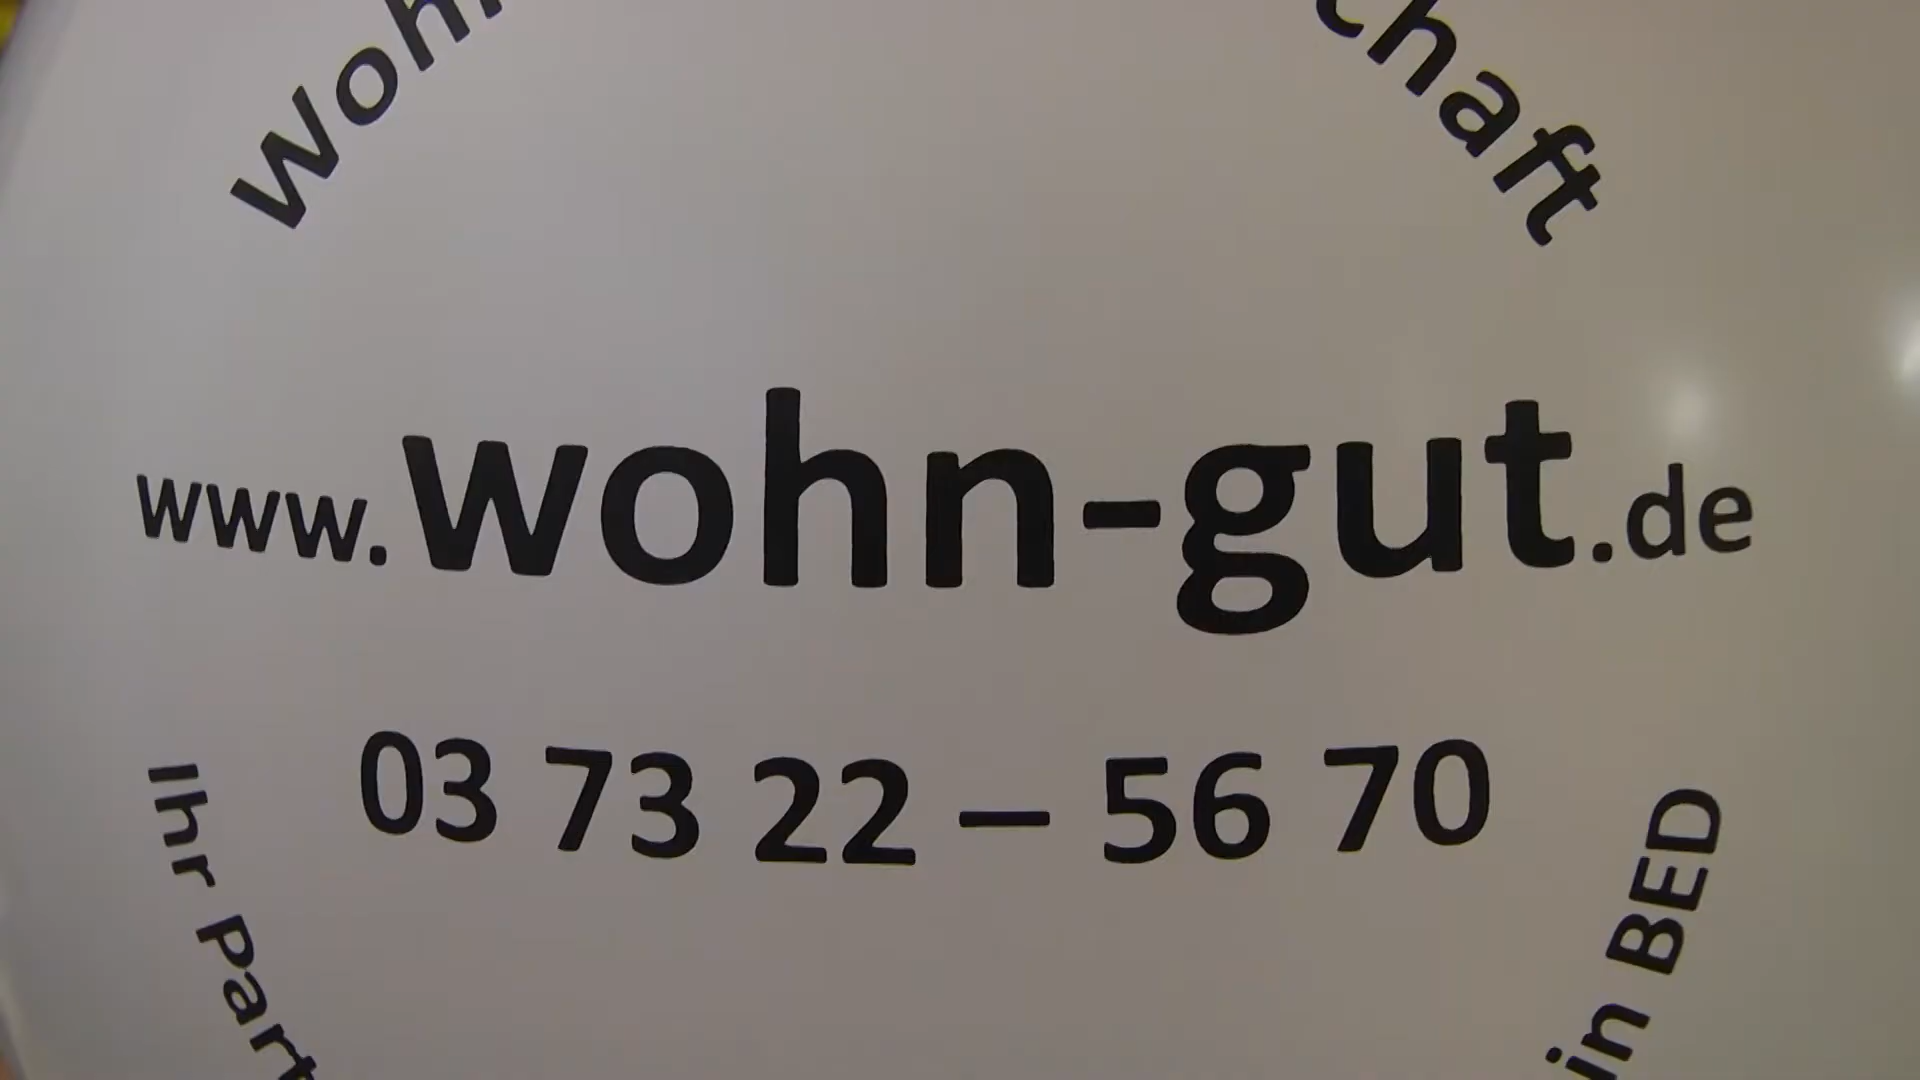 Woh
chaft
www.wohn-gut.de
03 73 22 – 56 70
Ihr Part
in BED